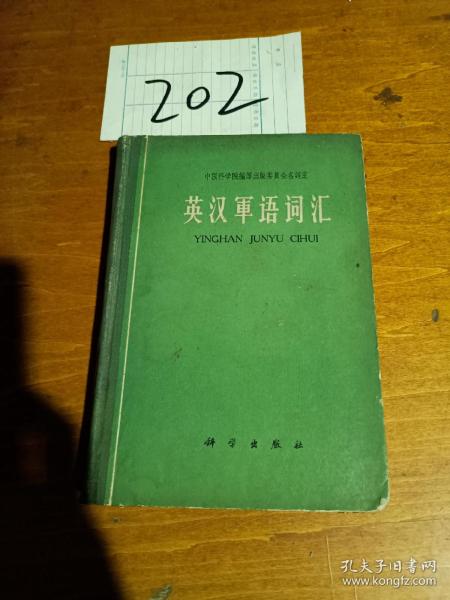 202
中国科学院编译出版委员会名词室
英汉軍语词汇
YINGHAN JUNYU CIHUI
科学出版社
孔夫子旧书网
www.kongfz.com